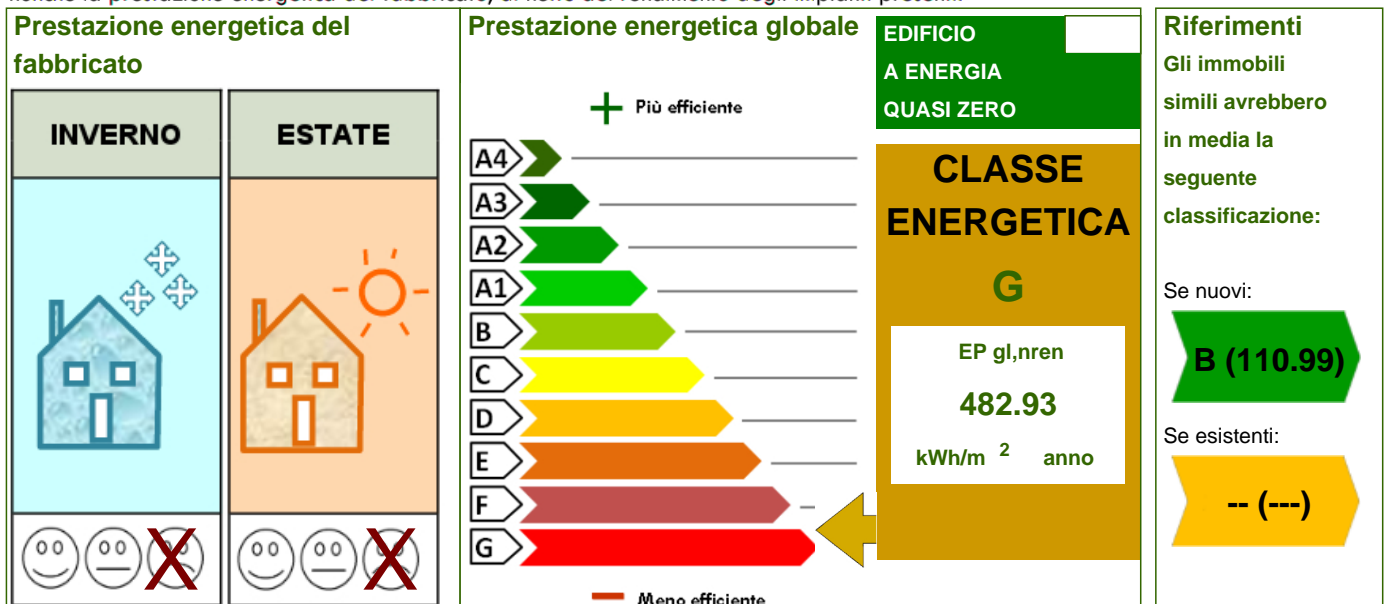 Prestazione energetica del
fabbricato
INVERNO
ESTATE
Prestazione energetica globale
Più efficiente
A4
A3
A2
A1
B
C
D
E
F
G
Meno efficiente
EDIFICIO
A ENERGIA
QUASI ZERO
CLASSE
ENERGETICA
G
EP gl,nren
482.93
kWh/m 2 anno
Riferimenti
Gli immobili
simili avrebbero
in media la
seguente
classificazione:
Se nuovi:
B (110.99)
Se esistenti:
-- (---)